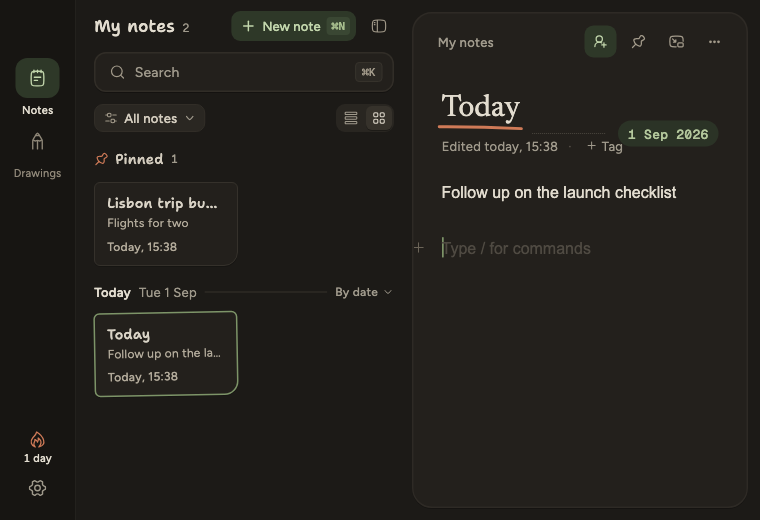 Notes
Drawings
1 day
My notes 2
+ New note ⌘N
Search ⌘K
All notes
Pinned 1
Lisbon trip bu...
Flights for two
Today, 15:38
Today Tue 1 Sep By date
Today
Follow up on the la...
Today, 15:38
My notes
Today
1 Sep 2026
Edited today, 15:38 · + Tag
Follow up on the launch checklist
+ Type / for commands